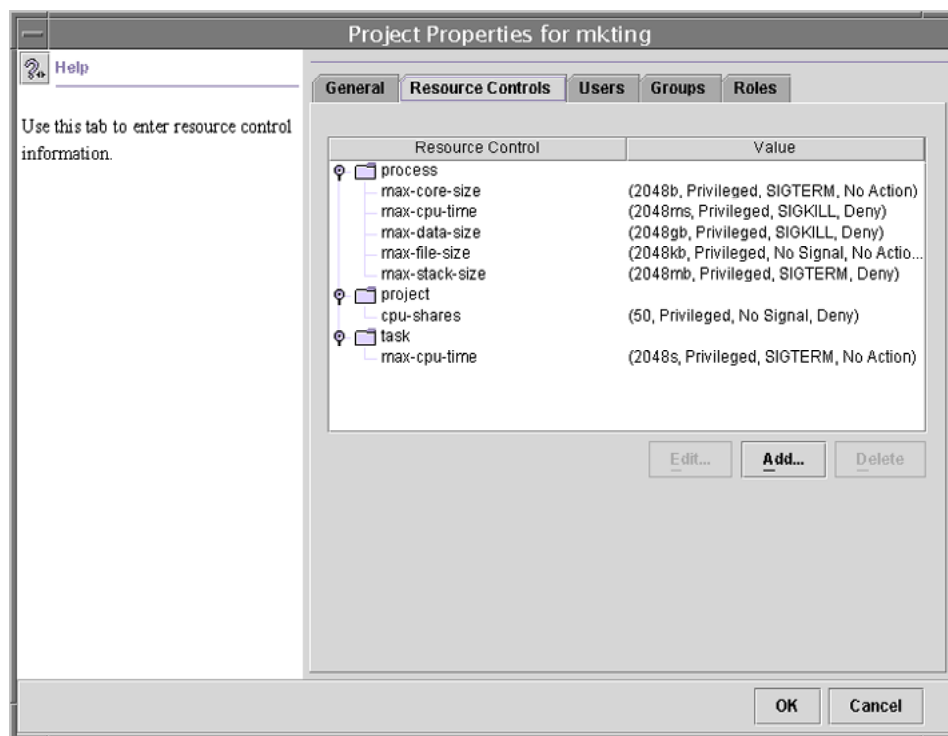 Project Properties for mkting
Help
Use this tab to enter resource control
information.
General Resource Controls Users Groups Roles
Resource Control Value
process
max-core-size (2048b, Privileged, SIGTERM, No Action)
max-cpu-time (2048ms, Privileged, SIGKILL, Deny)
max-data-size (2048gb, Privileged, SIGKILL, Deny)
max-file-size (2048kb, Privileged, No Signal, No Actio...
max-stack-size (2048mb, Privileged, SIGTERM, Deny)
project
cpu-shares (50, Privileged, No Signal, Deny)
task
max-cpu-time (2048s, Privileged, SIGTERM, No Action)
Edit... Add... Delete
OK Cancel